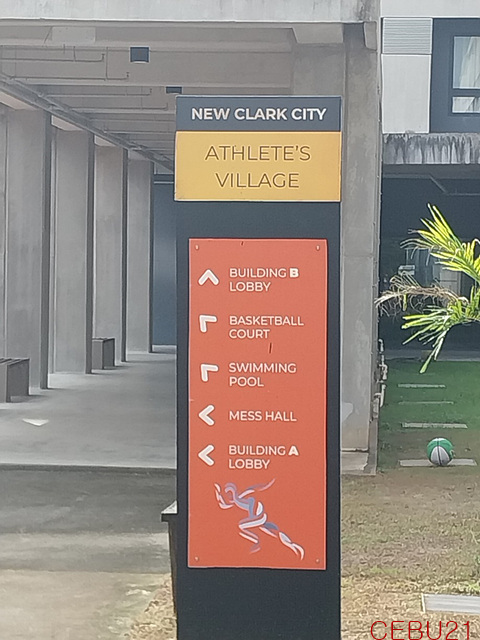 NEW CLARK CITY
ATHLETE'S
VILLAGE
BUILDING B
LOBBY
BASKETBALL
COURT
SWIMMING
POOL
MESS HALL
BUILDING A
LOBBY
CEBU21